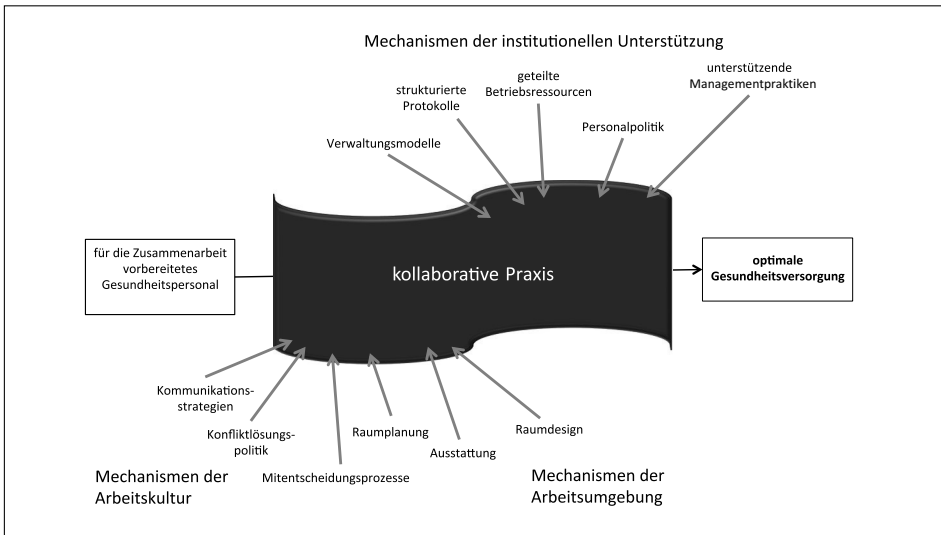 Mechanismen der institutionellen Unterstützung
unterstützende
Managementpraktiken
geteilte
Betriebsressourcen
strukturierte
Protokolle
Personalpolitik
Verwaltungsmodelle
für die Zusammenarbeit
vorbereitetes
Gesundheitspersonal
kollaborative Praxis
optimale
Gesundheitsversorgung
Kommunikations-
strategien
Konfliktlösungs-
politik
Mitentscheidungsprozesse
Raumplanung
Ausstattung
Raumdesign
Mechanismen der
Arbeitskultur
Mechanismen der
Arbeitsumgebung